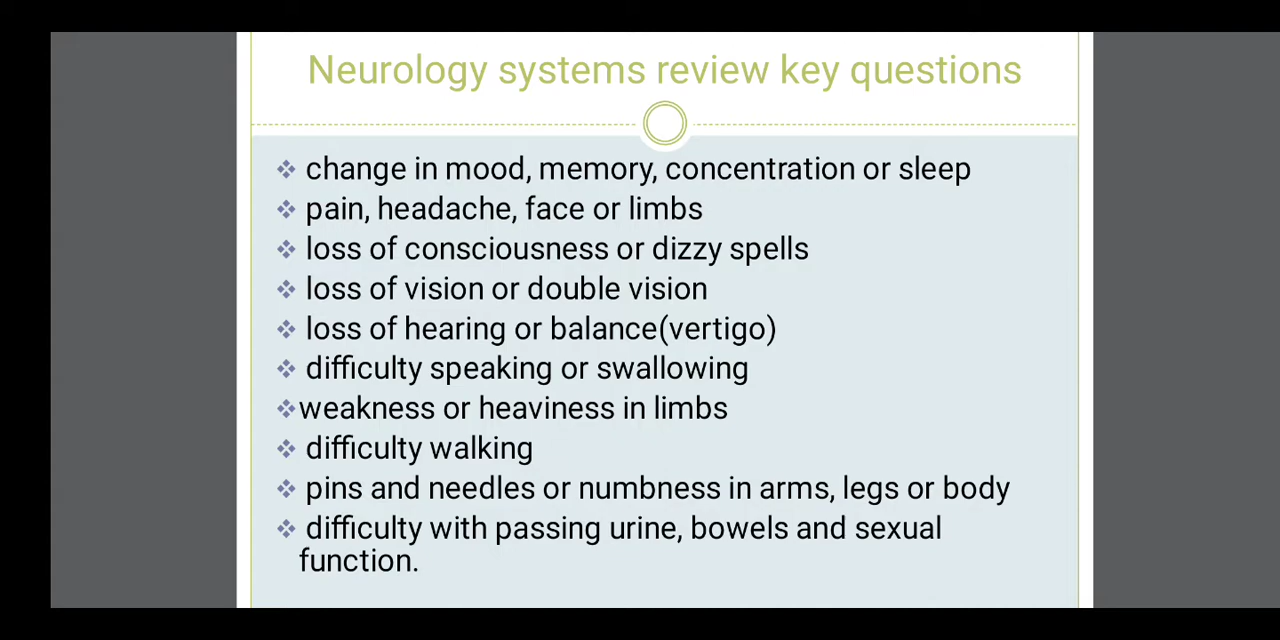 Neurology systems review key questions
❖ change in mood, memory, concentration or sleep
❖ pain, headache, face or limbs
❖ loss of consciousness or dizzy spells
❖ loss of vision or double vision
❖ loss of hearing or balance(vertigo)
❖ difficulty speaking or swallowing
❖weakness or heaviness in limbs
❖ difficulty walking
❖ pins and needles or numbness in arms, legs or body
❖ difficulty with passing urine, bowels and sexual
function.